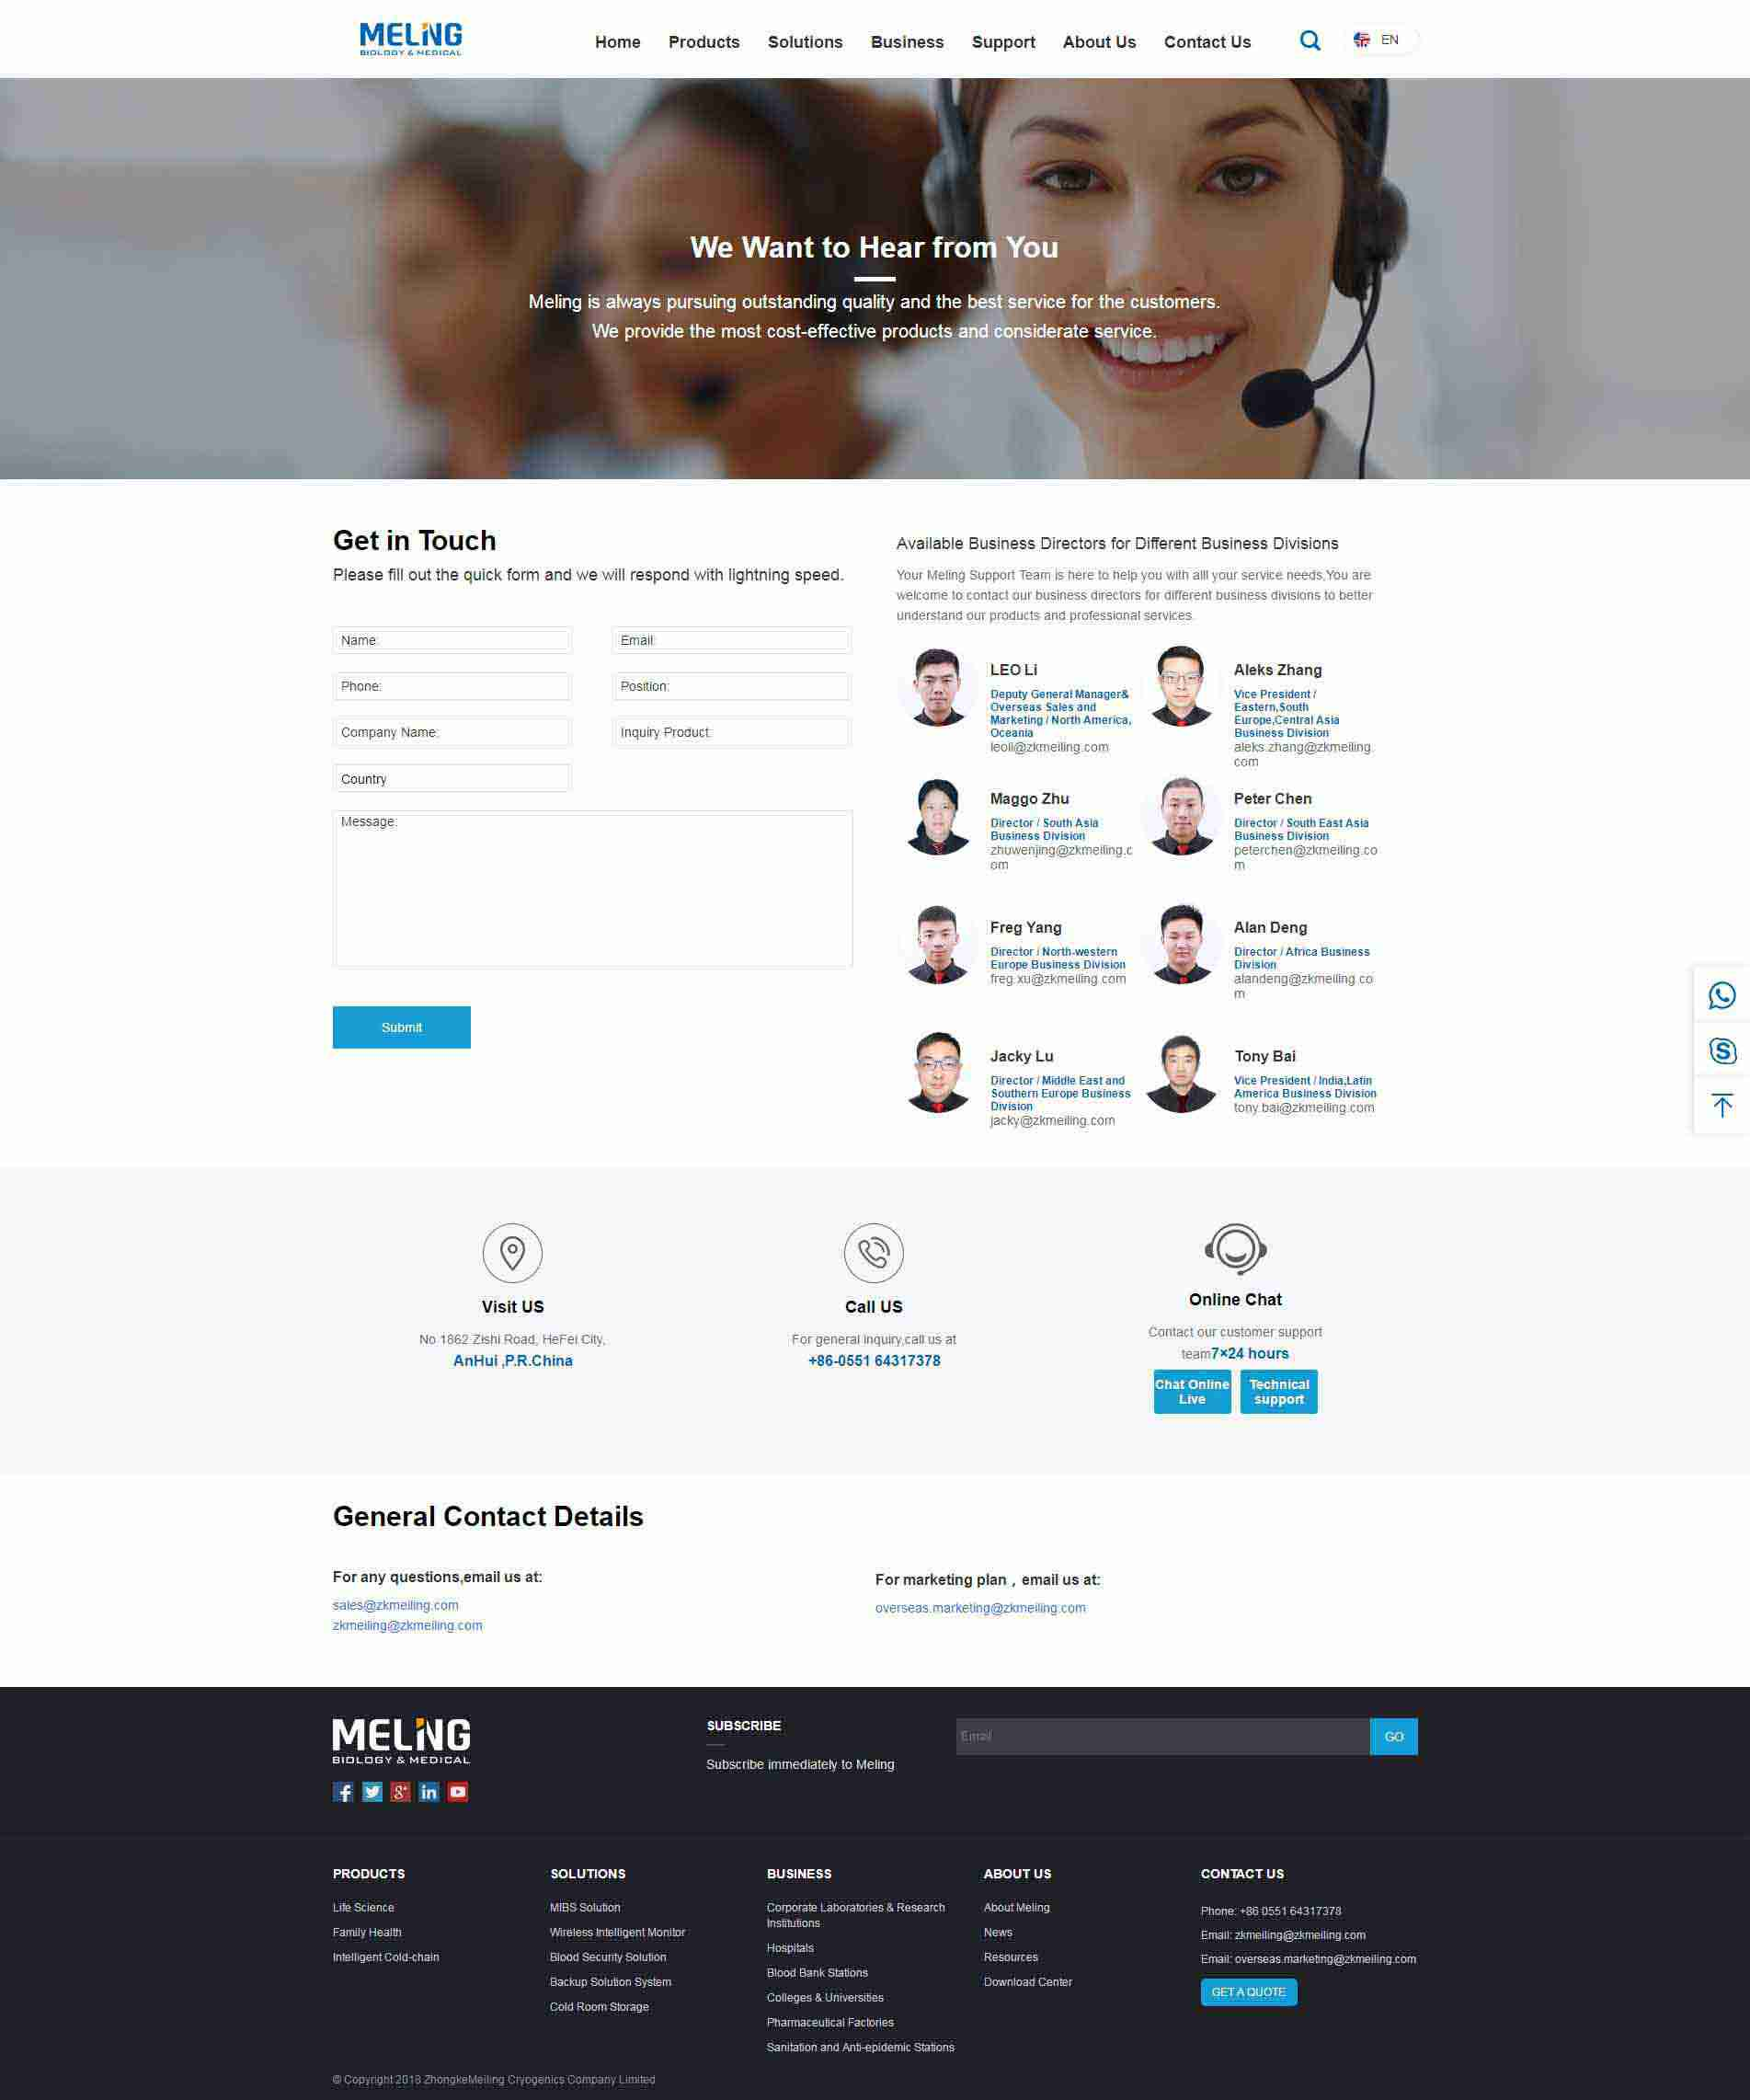 MELING
BIOLOGY & MEDICAL
Home Products Solutions Business Support About Us Contact Us EN
We Want to Hear from You
Meling is always pursuing outstanding quality and the best service for the customers.
We provide the most cost-effective products and considerate service.
Get in Touch
Please fill out the quick form and we will respond with lightning speed.
Name:
Email:
Phone:
Position:
Company Name:
Inquiry Product:
Country
Message:
Submit
Available Business Directors for Different Business Divisions
Your Meling Support Team is here to help you with alll your service needs,You are
welcome to contact our business directors for different business divisions to better
understand our products and professional services.
LEO Li
Deputy General Manager&
Overseas Sales and
Marketing / North America,
Oceania
leoli@zkmeiling.com
Aleks Zhang
Vice President /
Eastern,South
Europe,Central Asia
Business Division
aleks.zhang@zkmeiling.
com
Maggo Zhu
Director / South Asia
Business Division
zhuwenjing@zkmeiling.c
om
Peter Chen
Director / South East Asia
Business Division
peterchen@zkmeiling.co
m
Freg Yang
Director / North-western
Europe Business Division
freg.xu@zkmeiling.com
Alan Deng
Director / Africa Business
Division
alandeng@zkmeiling.co
m
Jacky Lu
Director / Middle East and
Southern Europe Business
Division
jacky@zkmeiling.com
Tony Bai
Vice President / India,Latin
America Business Division
tony.bai@zkmeiling.com
Visit US
No 1862 Zishi Road, HeFei City,
AnHui ,P.R.China
Call US
For general inquiry,call us at
+86-0551 64317378
Online Chat
Contact our customer support
team7×24 hours
Chat Online
Live
Technical
support
General Contact Details
For any questions,email us at:
sales@zkmeiling.com
zkmeiling@zkmeiling.com
For marketing plan，email us at:
overseas.marketing@zkmeiling.com
MELING
BIOLOGY & MEDICAL
SUBSCRIBE
Subscribe immediately to Meling
Email
GO
PRODUCTS
Life Science
Family Health
Intelligent Cold-chain
SOLUTIONS
MIBS Solution
Wireless Intelligent Monitor
Blood Security Solution
Backup Solution System
Cold Room Storage
BUSINESS
Corporate Laboratories & Research
Institutions
Hospitals
Blood Bank Stations
Colleges & Universities
Pharmaceutical Factories
Sanitation and Anti-epidemic Stations
ABOUT US
About Meling
News
Resources
Download Center
CONTACT US
Phone: +86 0551 64317378
Email: zkmeiling@zkmeiling.com
Email: overseas.marketing@zkmeiling.com
GET A QUOTE
© Copyright 2018 ZhongkeMeiling Cryogenics Company Limited